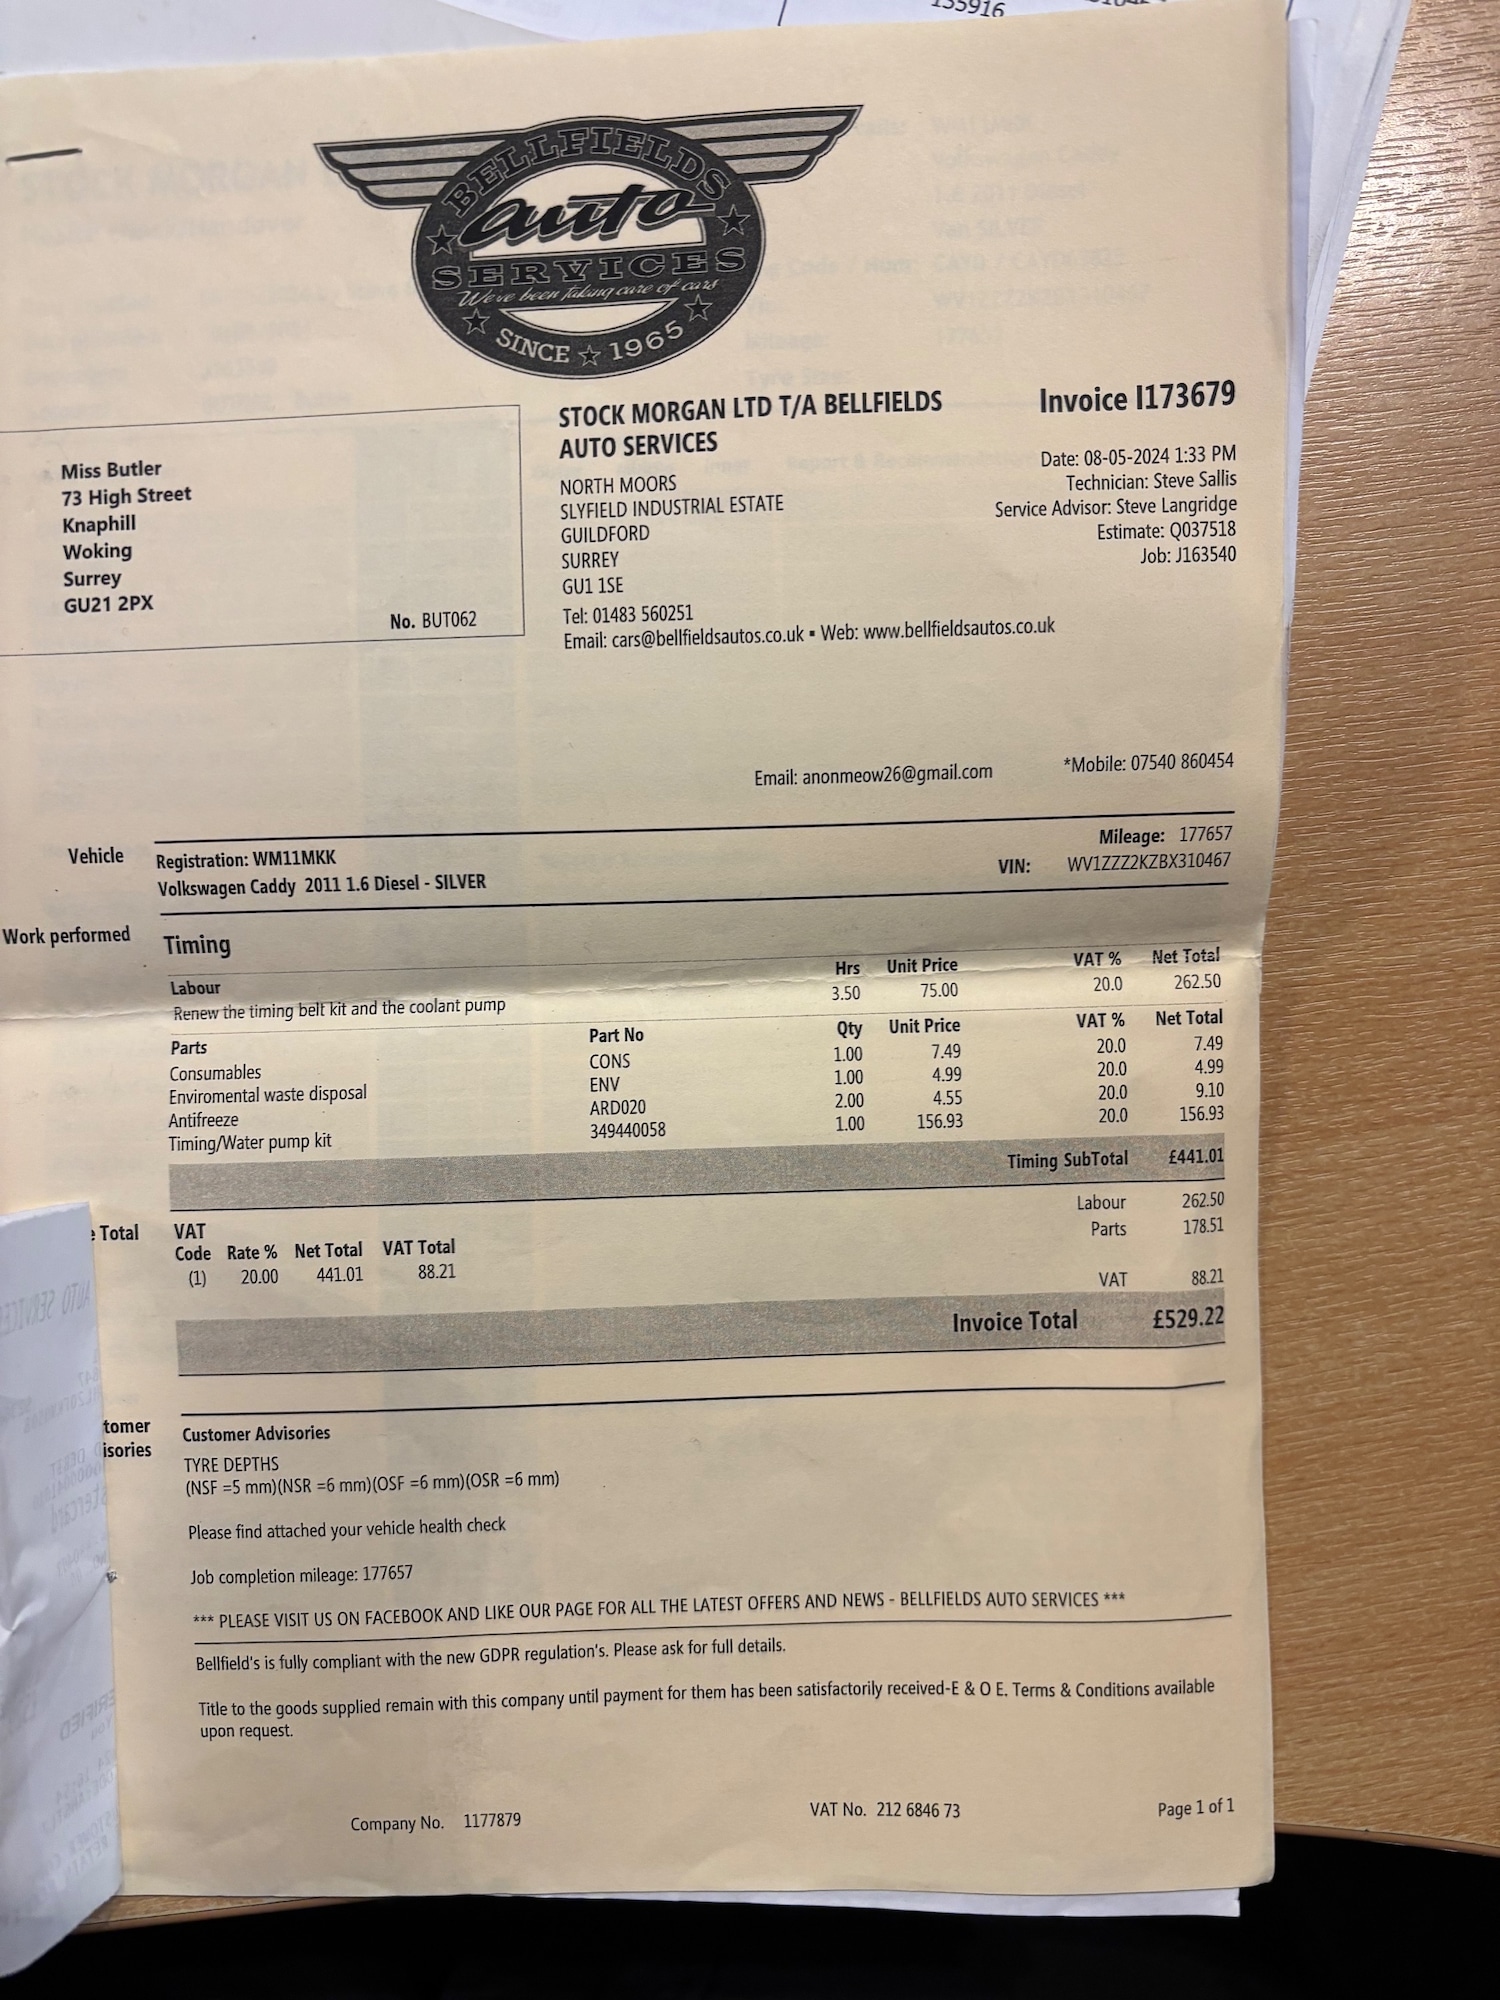 135916
BELLFIELDS
auto
SERVICES
We've been taking care of cars
SINCE 1965
STOCK MORGAN LTD T/A BELLFIELDS
AUTO SERVICES
NORTH MOORS
SLYFIELD INDUSTRIAL ESTATE
GUILDFORD
SURREY
GU1 1SE
Tel: 01483 560251
Email: cars@bellfieldsautos.co.uk ▪ Web: www.bellfieldsautos.co.uk
Invoice I173679
Date: 08-05-2024 1:33 PM
Technician: Steve Sallis
Service Advisor: Steve Langridge
Estimate: Q037518
Job: J163540
Miss Butler
73 High Street
Knaphill
Woking
Surrey
GU21 2PX
No. BUT062
Email: anonmeow26@gmail.com *Mobile: 07540 860454
Vehicle
Registration: WM11MKK Mileage: 177657
Volkswagen Caddy 2011 1.6 Diesel - SILVER VIN: WV1ZZZ2KZBX310467
Work performed
Timing
Labour Hrs Unit Price VAT % Net Total
Renew the timing belt kit and the coolant pump 3.50 75.00 20.0 262.50
Parts Part No Qty Unit Price VAT % Net Total
Consumables CONS 1.00 7.49 20.0 7.49
Enviromental waste disposal ENV 1.00 4.99 20.0 4.99
Antifreeze ARD020 2.00 4.55 20.0 9.10
Timing/Water pump kit 349440058 1.00 156.93 20.0 156.93
Timing SubTotal £441.01
Total
VAT
Code Rate % Net Total VAT Total
(1) 20.00 441.01 88.21
Labour 262.50
Parts 178.51
VAT 88.21
Invoice Total £529.22
tomer
isories
Customer Advisories
TYRE DEPTHS
(NSF =5 mm)(NSR =6 mm)(OSF =6 mm)(OSR =6 mm)
Please find attached your vehicle health check
Job completion mileage: 177657
*** PLEASE VISIT US ON FACEBOOK AND LIKE OUR PAGE FOR ALL THE LATEST OFFERS AND NEWS - BELLFIELDS AUTO SERVICES ***
Bellfield's is fully compliant with the new GDPR regulation's. Please ask for full details.
Title to the goods supplied remain with this company until payment for them has been satisfactorily received-E & O E. Terms & Conditions available
upon request.
Company No. 1177879 VAT No. 212 6846 73 Page 1 of 1